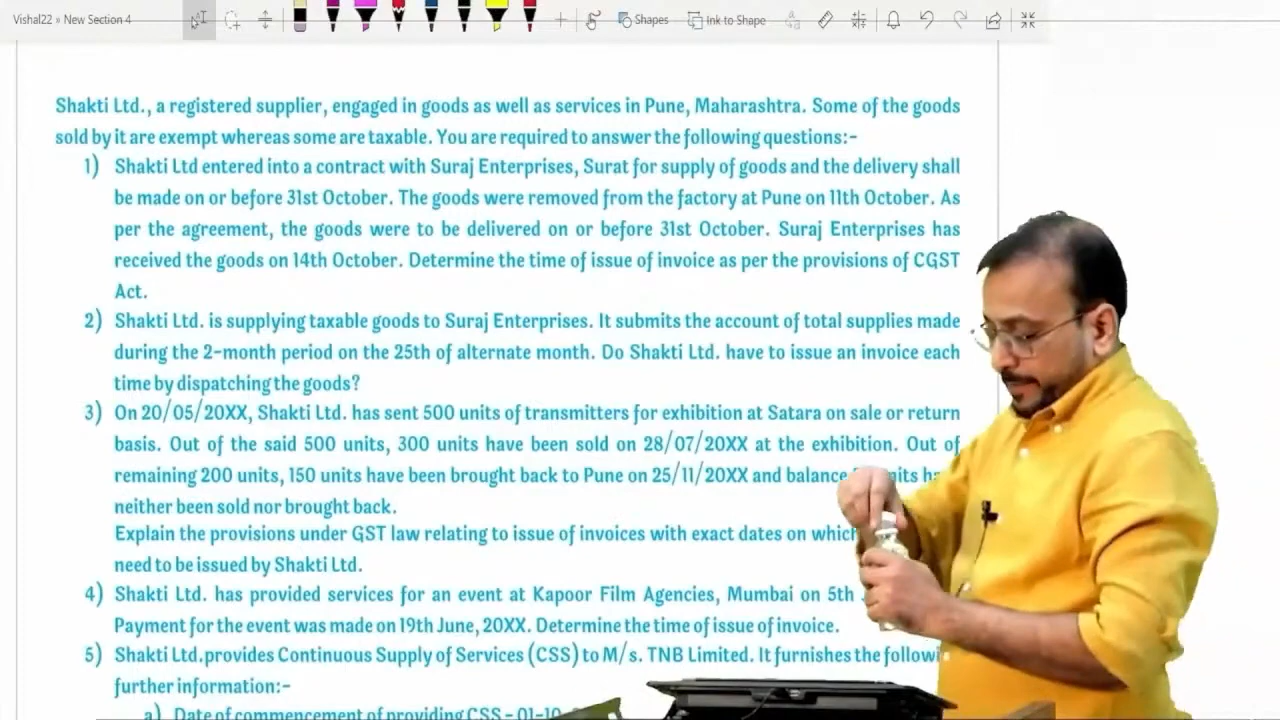 Vishal22 » New Section 4
Shapes
Ink to Shape
Shakti Ltd., a registered supplier, engaged in goods as well as services in Pune, Maharashtra. Some of the goods
sold by it are exempt whereas some are taxable. You are required to answer the following questions:-
1) Shakti Ltd entered into a contract with Suraj Enterprises, Surat for supply of goods and the delivery shall
be made on or before 31st October. The goods were removed from the factory at Pune on 11th October. As
per the agreement, the goods were to be delivered on or before 31st October. Suraj Enterprises has
received the goods on 14th October. Determine the time of issue of invoice as per the provisions of CGST
Act.
2) Shakti Ltd. is supplying taxable goods to Suraj Enterprises. It submits the account of total supplies made
during the 2-month period on the 25th of alternate month. Do Shakti Ltd. have to issue an invoice each
time by dispatching the goods?
3) On 20/05/20XX, Shakti Ltd. has sent 500 units of transmitters for exhibition at Satara on sale or return
basis. Out of the said 500 units, 300 units have been sold on 28/07/20XX at the exhibition. Out of
remaining 200 units, 150 units have been brought back to Pune on 25/11/20XX and balance
neither been sold nor brought back.
Explain the provisions under GST law relating to issue of invoices with exact dates on which
need to be issued by Shakti Ltd.
4) Shakti Ltd. has provided services for an event at Kapoor Film Agencies, Mumbai on 5th
Payment for the event was made on 19th June, 20XX. Determine the time of issue of invoice.
5) Shakti Ltd.provides Continuous Supply of Services (CSS) to M/s. TNB Limited. It furnishes the
further information:-
a) Date of commencement of providing CSS - 01-10-